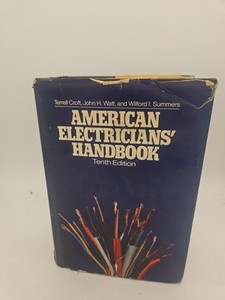 Terrell Croft, John H. Watt, and Wilford I. Summers
AMERICAN
ELECTRICIANS'
HANDBOOK
Tenth Edition